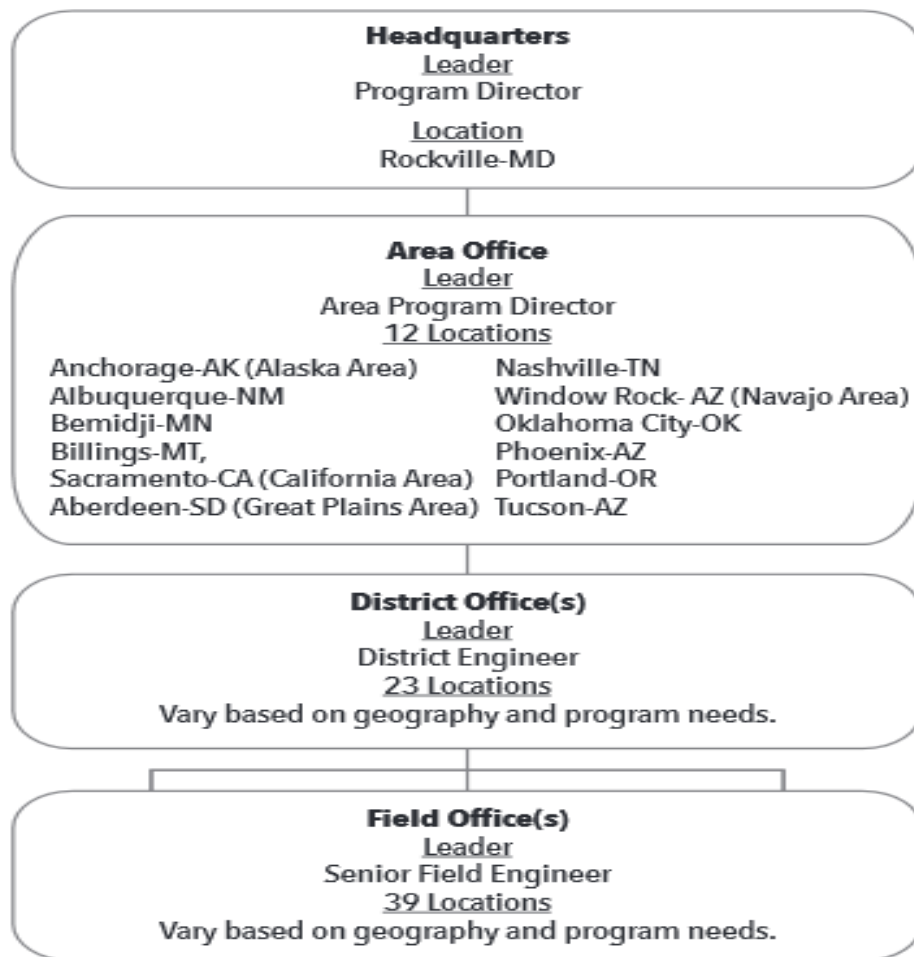 Headquarters
Leader
Program Director
Location
Rockville-MD
Area Office
Leader
Area Program Director
12 Locations
Anchorage-AK (Alaska Area)
Albuquerque-NM
Bemidji-MN
Billings-MT,
Sacramento-CA (California Area)
Aberdeen-SD (Great Plains Area)
Nashville-TN
Window Rock- AZ (Navajo Area)
Oklahoma City-OK
Phoenix-AZ
Portland-OR
Tucson-AZ
District Office(s)
Leader
District Engineer
23 Locations
Vary based on geography and program needs.
Field Office(s)
Leader
Senior Field Engineer
39 Locations
Vary based on geography and program needs.